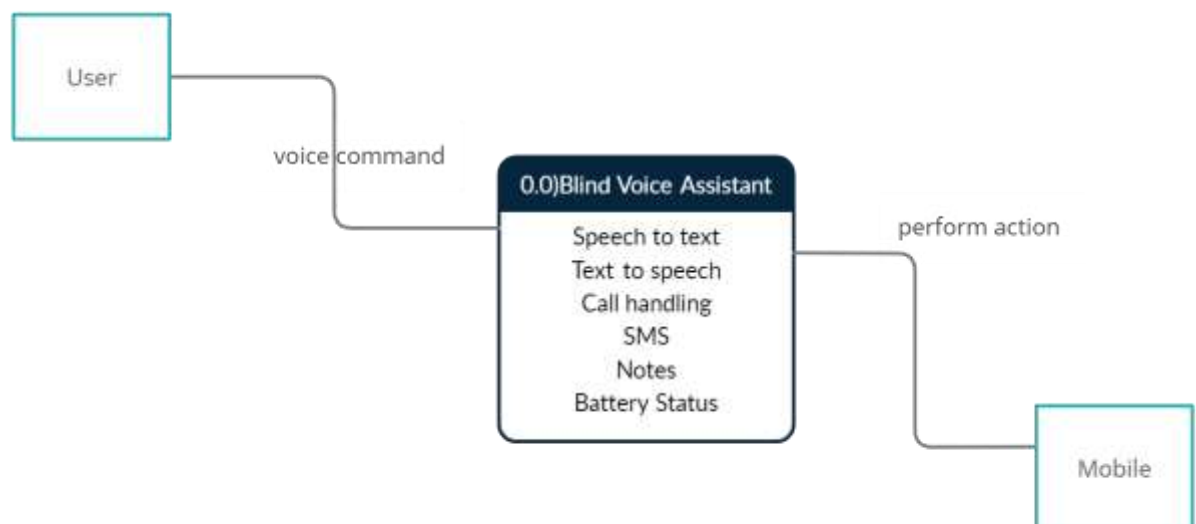 User
voice command
0.0)Blind Voice Assistant
Speech to text
Text to speech
Call handling
SMS
Notes
Battery Status
perform action
Mobile